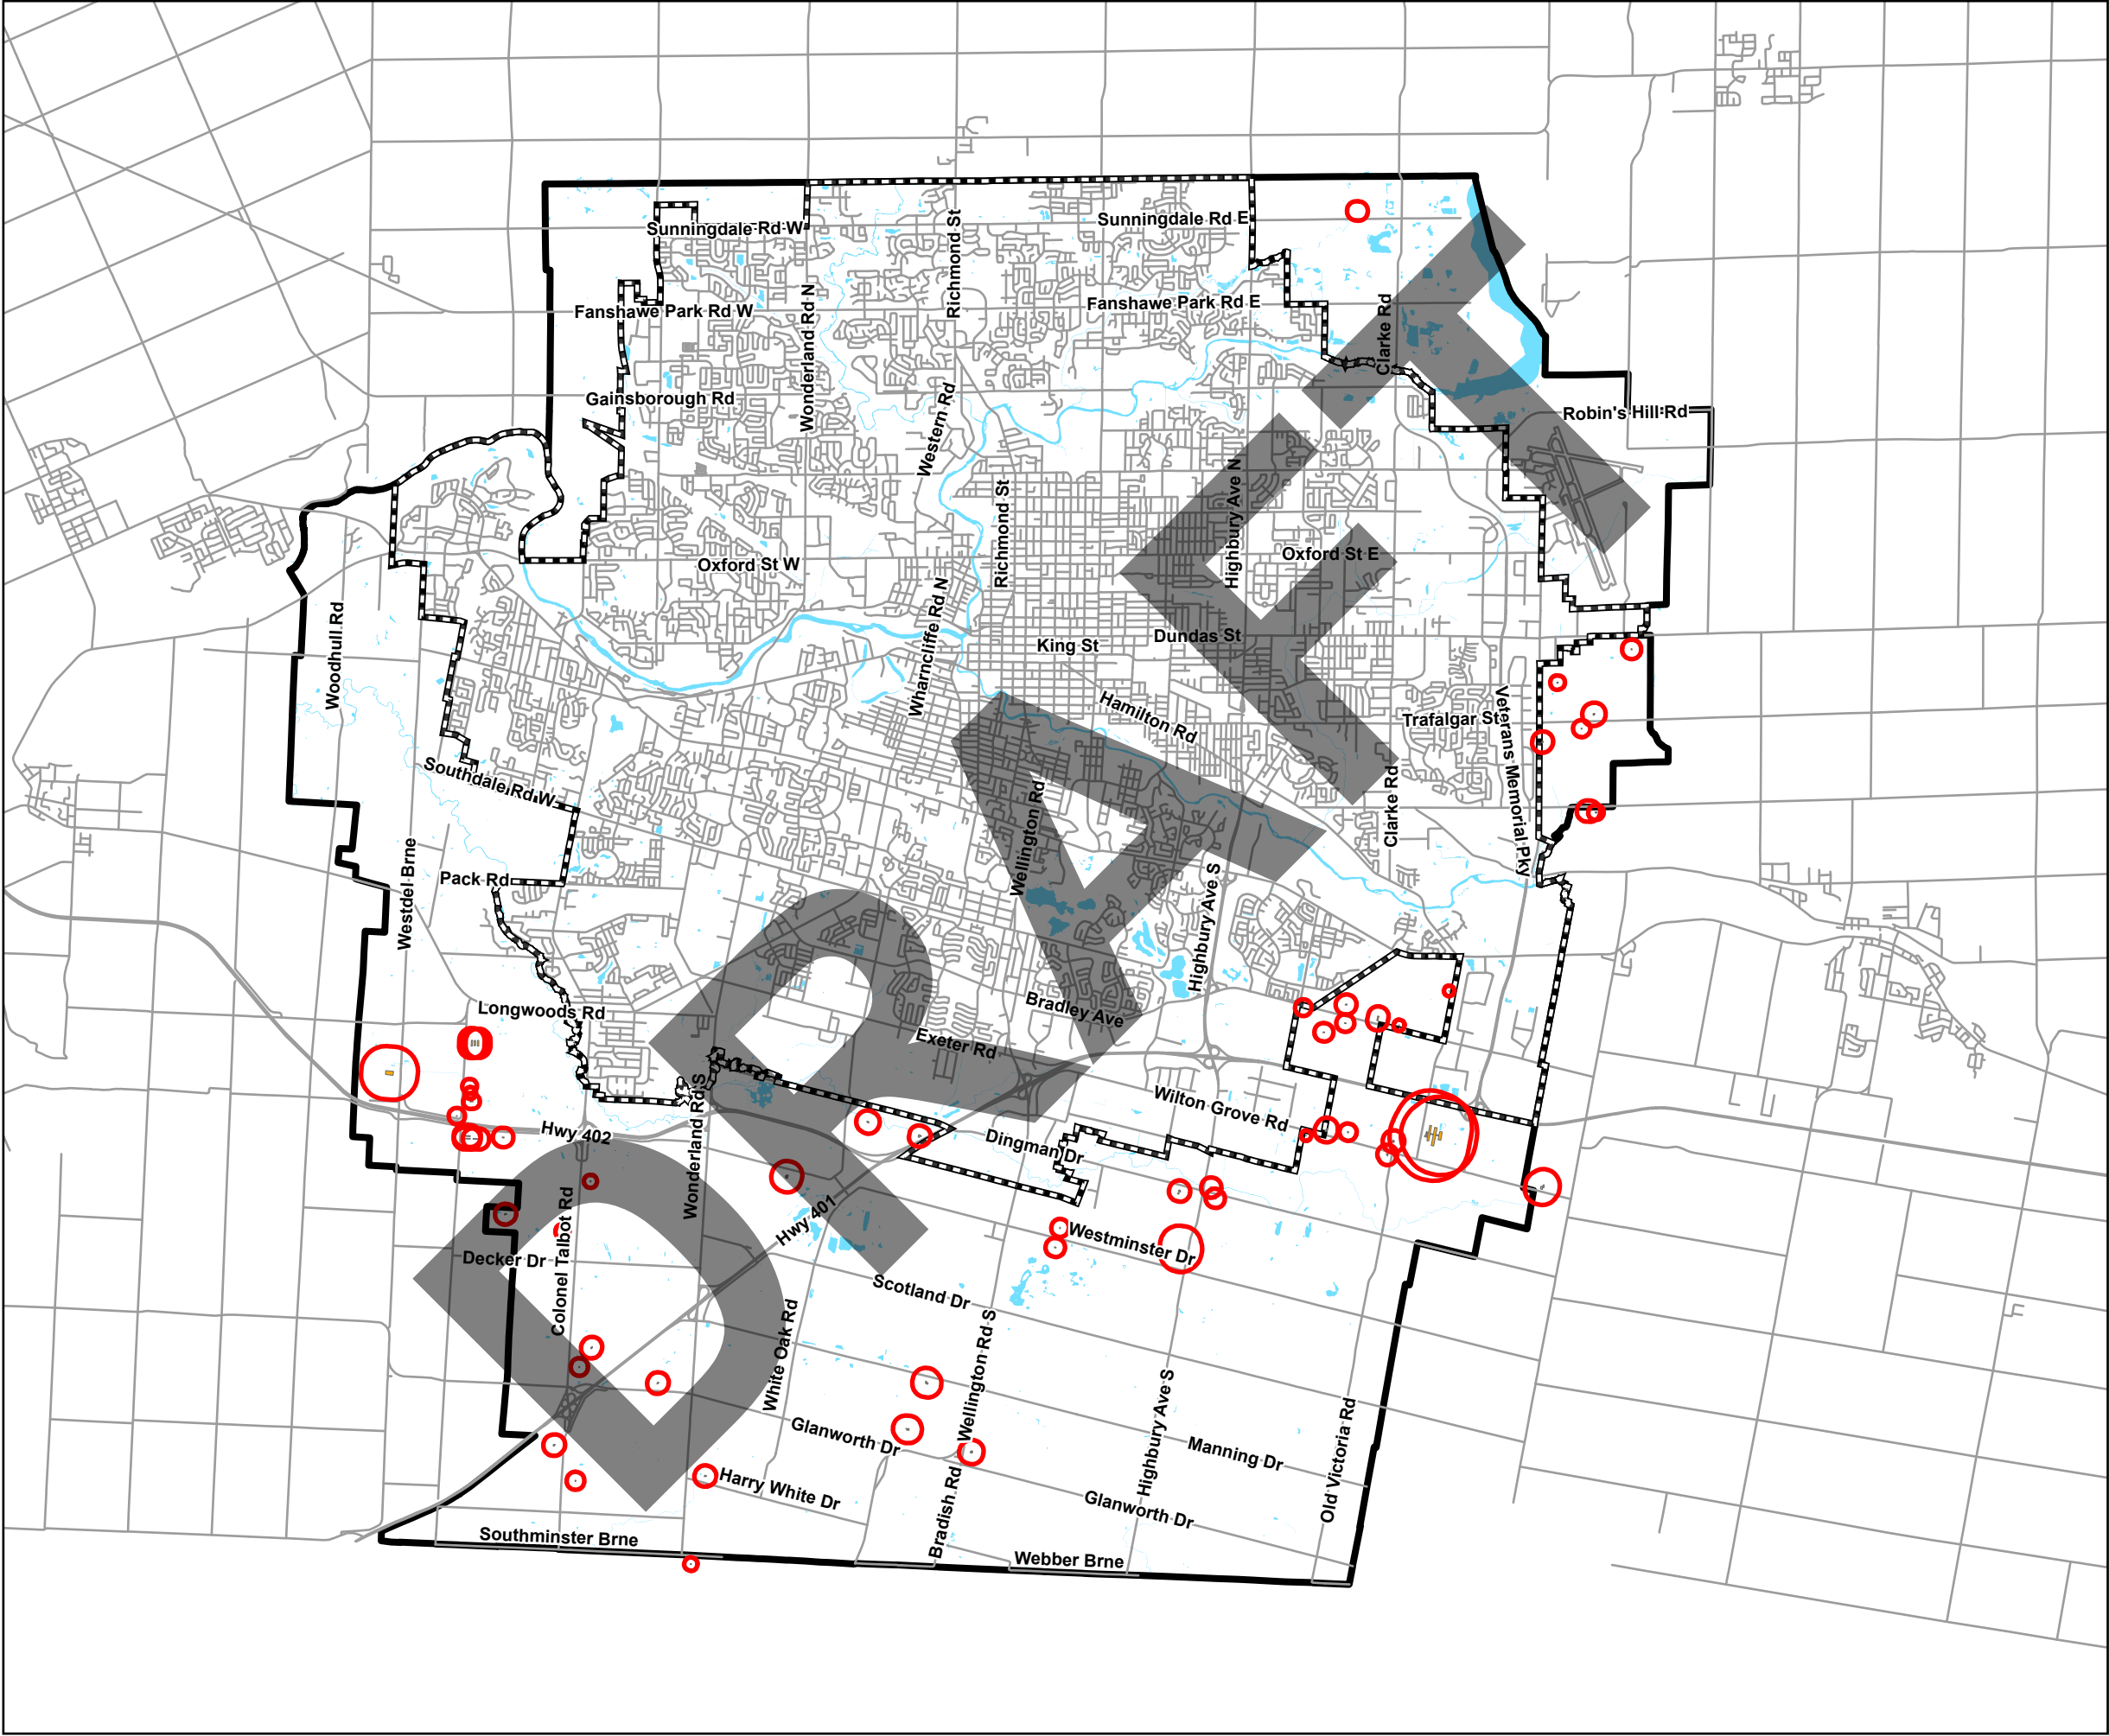 Sunningdale Rd W
Sunningdale Rd E
Richmond St
Fanshawe Park Rd W
Fanshawe Park Rd E
Wonderland Rd N
Clarke Rd
Gainsborough Rd
Western Rd
Robin's Hill Rd
Richmond St
Highbury Ave N
Oxford St W
Oxford St E
Woodhull Rd
Wharncliffe Rd N
King St
Dundas St
Hamilton Rd
Trafalgar St
Veterans Memorial Pky
Southdale Rd W
Wellington Rd
Clarke Rd
Westdel Brne
Pack Rd
Highbury Ave S
Longwoods Rd
Bradley Ave
Exeter Rd
Wilton Grove Rd
Hwy 402
Wonderland Rd S
Dingman Dr
Colonel Talbot Rd
Hwy 401
Westminster Dr
Decker Dr
Scotland Dr
White Oak Rd
Wellington Rd S
Highbury Ave S
Old Victoria Rd
Glanworth Dr
Manning Dr
Harry White Dr
Bradish Rd
Glanworth Dr
Southminster Brne
Webber Brne
DRAFT